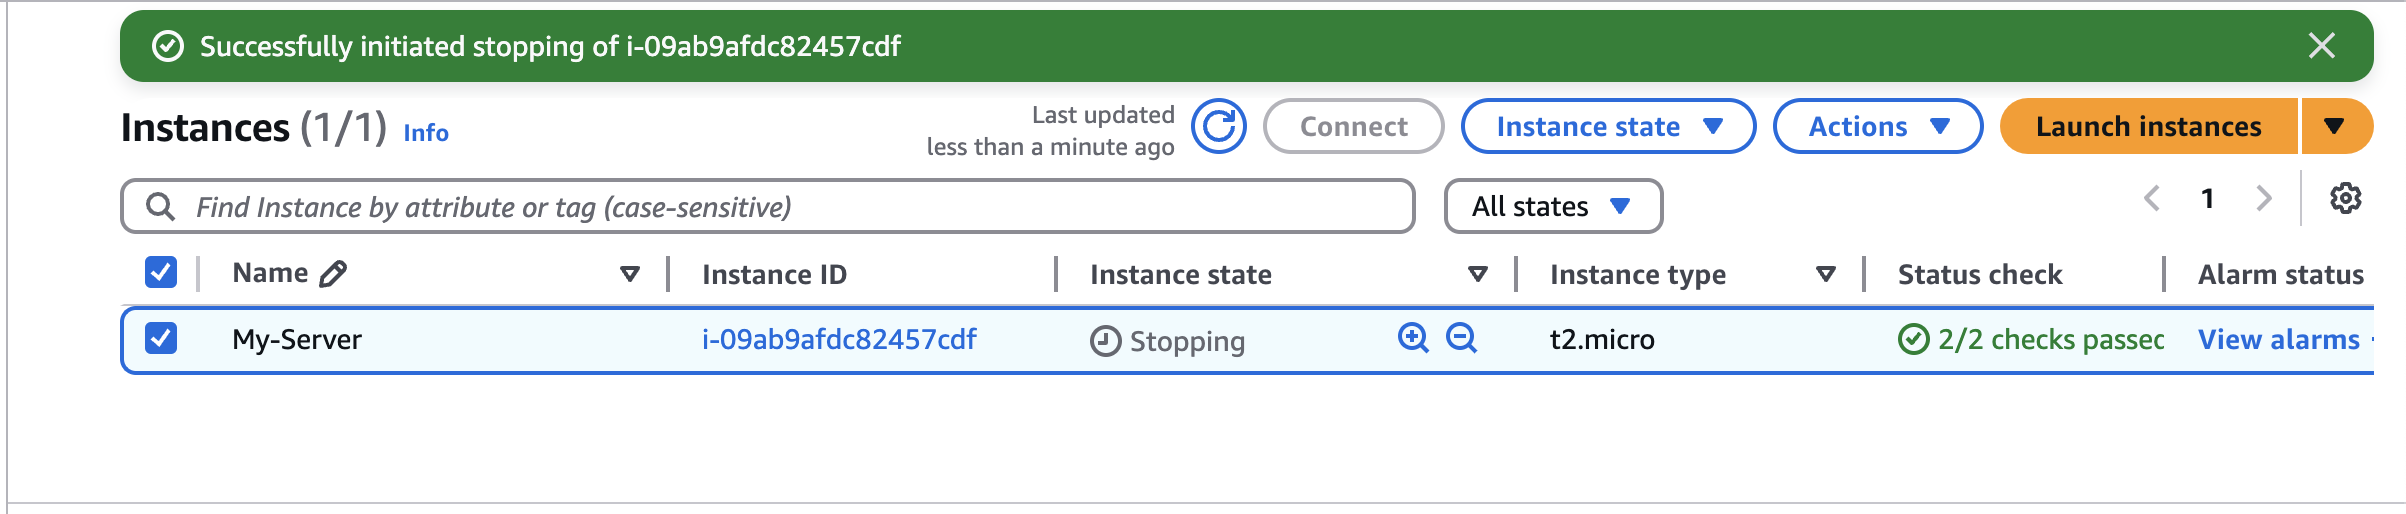 Successfully initiated stopping of i-09ab9afdc82457cdf
Instances (1/1) Info
Last updated
less than a minute ago
Connect
Instance state
Actions
Launch instances
Find Instance by attribute or tag (case-sensitive)
All states
1
Name Instance ID Instance state Instance type Status check Alarm status
My-Server i-09ab9afdc82457cdf Stopping t2.micro 2/2 checks passec View alarms